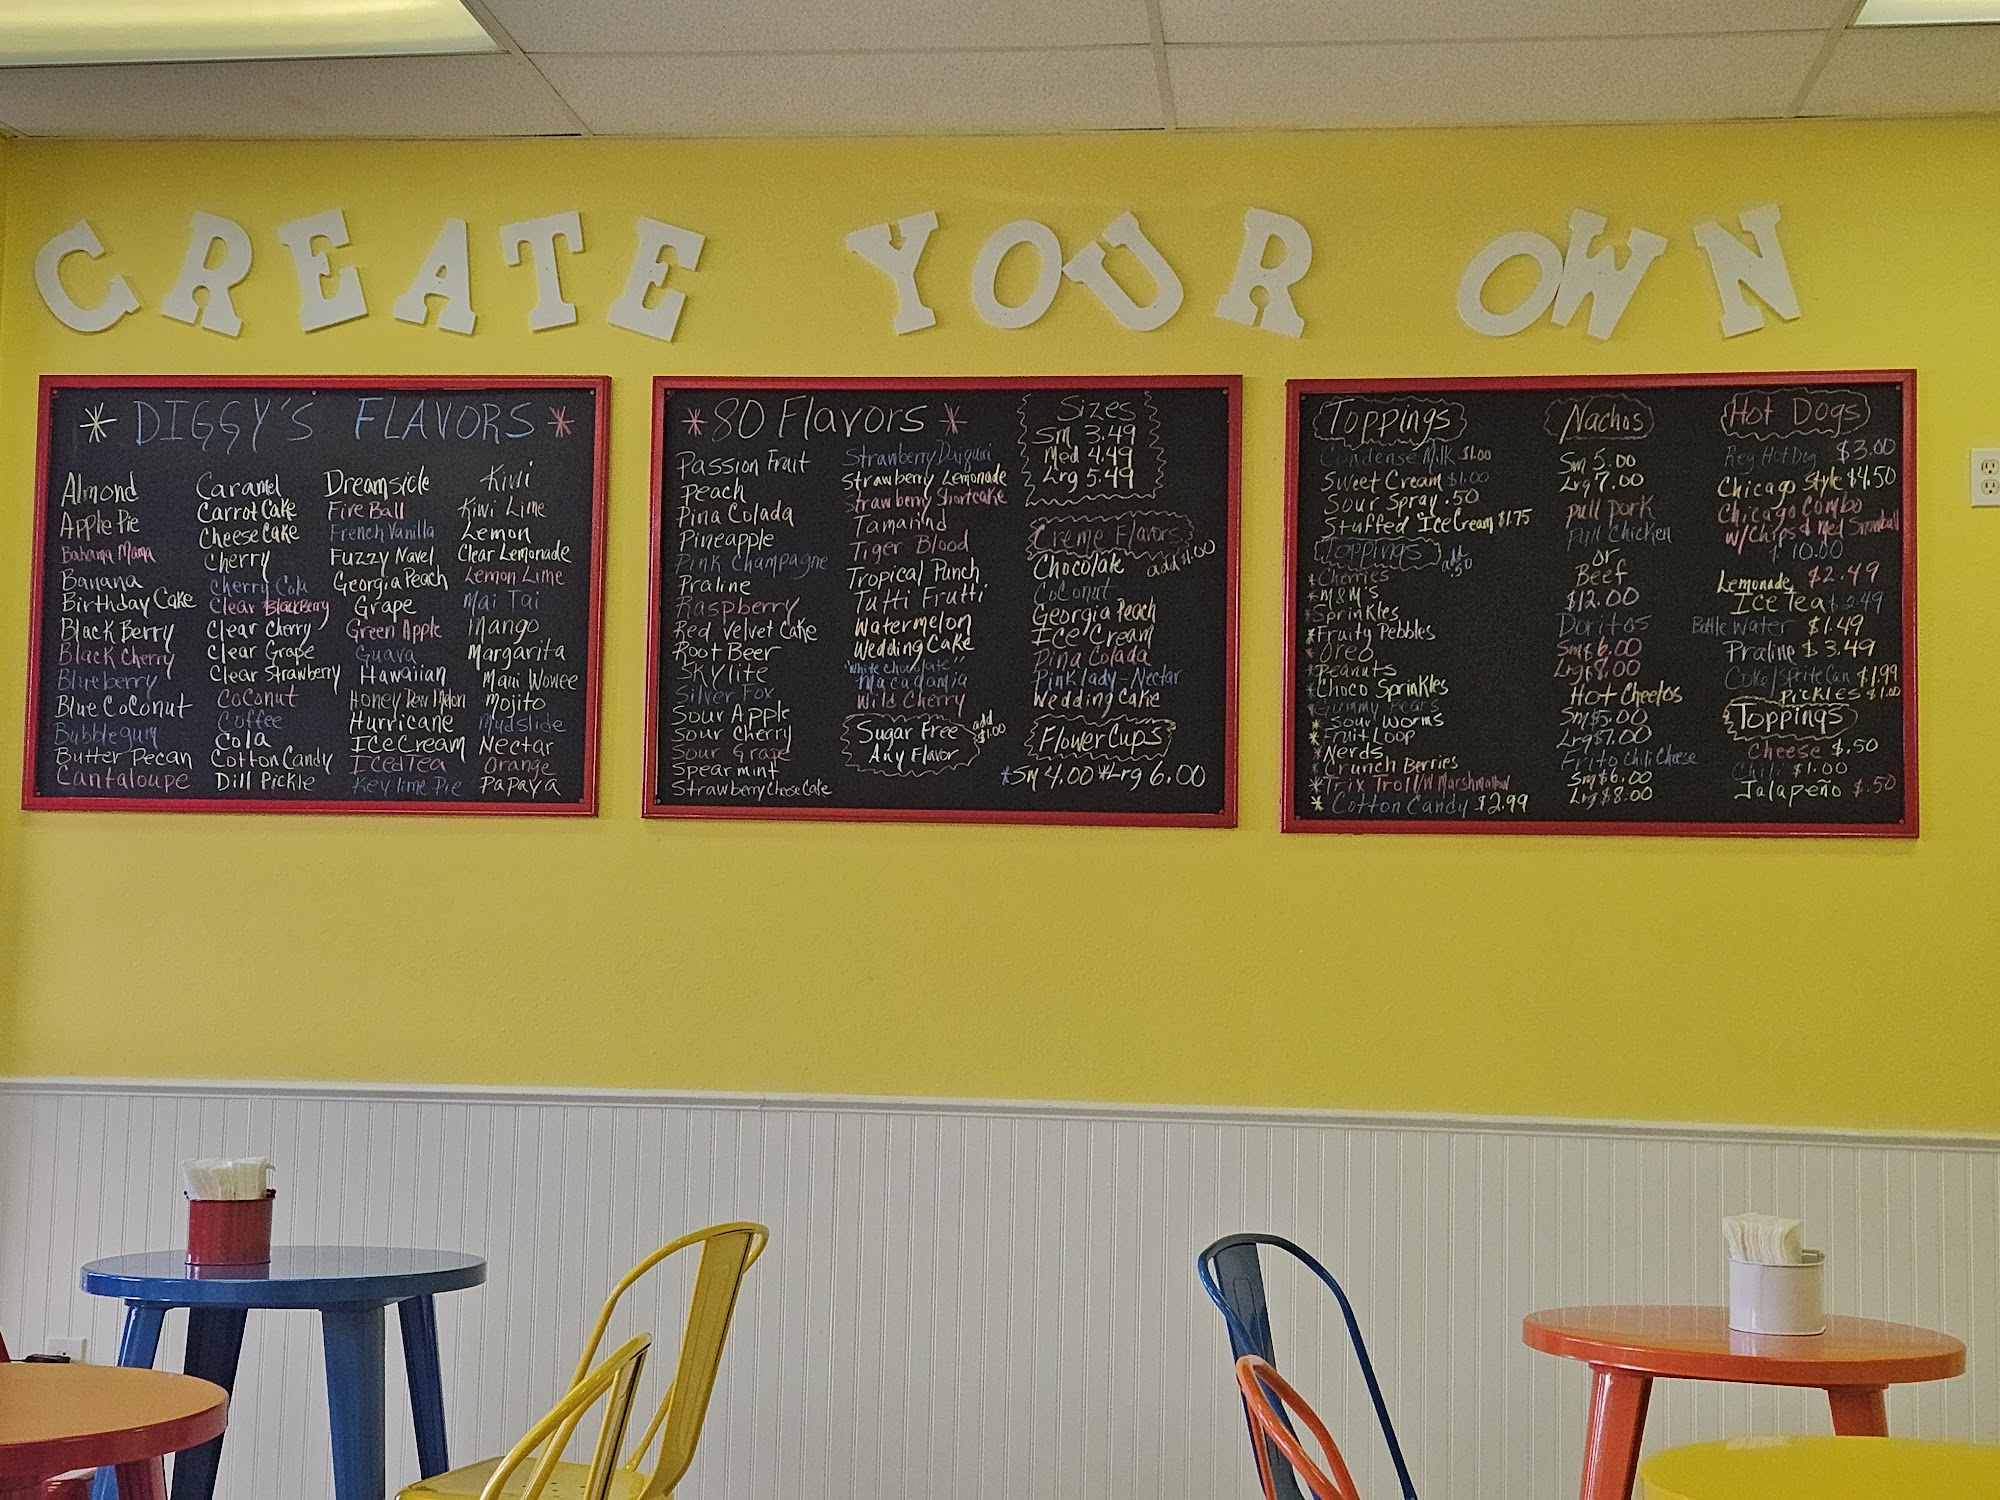 CREATE YOUR OWN
* DIGGY'S FLAVORS *
Almond
Apple Pie
Bahama Mama
Banana
Birthday Cake
Black Berry
Black Cherry
Blueberry
Blue Coconut
Bubblegum
Butter Pecan
Cantaloupe
Caramel
Carrot Cake
Cheese Cake
Cherry
Cherry Cola
Clear BlackBerry
Clear Cherry
Clear Grape
Clear Strawberry
Coconut
Coffee
Cola
Cotton Candy
Dill Pickle
Dreamsicle
Fire Ball
French Vanilla
Fuzzy Navel
Georgia Peach
Grape
Green Apple
Guava
Hawaiian
Honey Dew Melon
Hurricane
Ice Cream
Iced Tea
Key lime Pie
Kiwi
Kiwi Lime
Lemon
Clear Lemonade
Lemon Lime
Mai Tai
Mango
Margarita
Maui Wowee
Mojito
Mudslide
Nectar
Orange
Papaya
* 80 Flavors *
Passion Fruit
Peach
Pina Colada
Pineapple
Pink Champagne
Praline
Raspberry
Red Velvet Cake
Root Beer
Skylite
Silver Fox
Sour Apple
Sour Cherry
Sour Grape
Spearmint
Strawberry Cheese Cake
Strawberry Daiquiri
Strawberry Lemonade
Strawberry Shortcake
Tamarind
Tiger Blood
Tropical Punch
Tutti Frutti
Watermelon
Wedding Cake
"White Chocolate"
Macadamia
Wild Cherry
Sugar Free add $1.00
Any Flavor
Sizes
Sm 3.49
Med 4.49
Lrg 5.49
Creme Flavors
add $1.00
Chocolate
Coconut
Georgia Peach
Ice Cream
Pina Colada
Pink lady-Nectar
Wedding Cake
Flower Cups
*Sm 4.00 *Lrg 6.00
Toppings
Condense Milk $1.00
Sweet Cream $1.00
Sour Spray .50
Stuffed Ice Cream $1.75
Toppings add .50
*Cherries
*M&M's
*Sprinkles
*Fruity Pebbles
*Oreo
*Peanuts
*Choco Sprinkles
*Gummy Bears
*Sour Worms
*Fruit Loop
*Nerds
*Crunch Berries
*Trix Troll/W Marshmallow
* Cotton Candy $2.99
Nachos
Sm 5.00
Lrg 7.00
Pull Pork
Pull Chicken
or
Beef
$12.00
Doritos
Sm $6.00
Lrg $8.00
Hot Cheetos
Sm $5.00
Lrg $7.00
Frito Chili Cheese
Sm $6.00
Lrg $8.00
Hot Dogs
Reg Hot Dog $3.00
Chicago Style $4.50
Chicago Combo
W/Chips & Med Snowball
$10.00
Lemonade $2.49
Ice Tea $2.49
Bottle Water $1.49
Praline $3.49
Coke/Sprite Can $1.99
Pickles $1.00
Toppings
Cheese $.50
Chili $1.00
Jalapeño $.50